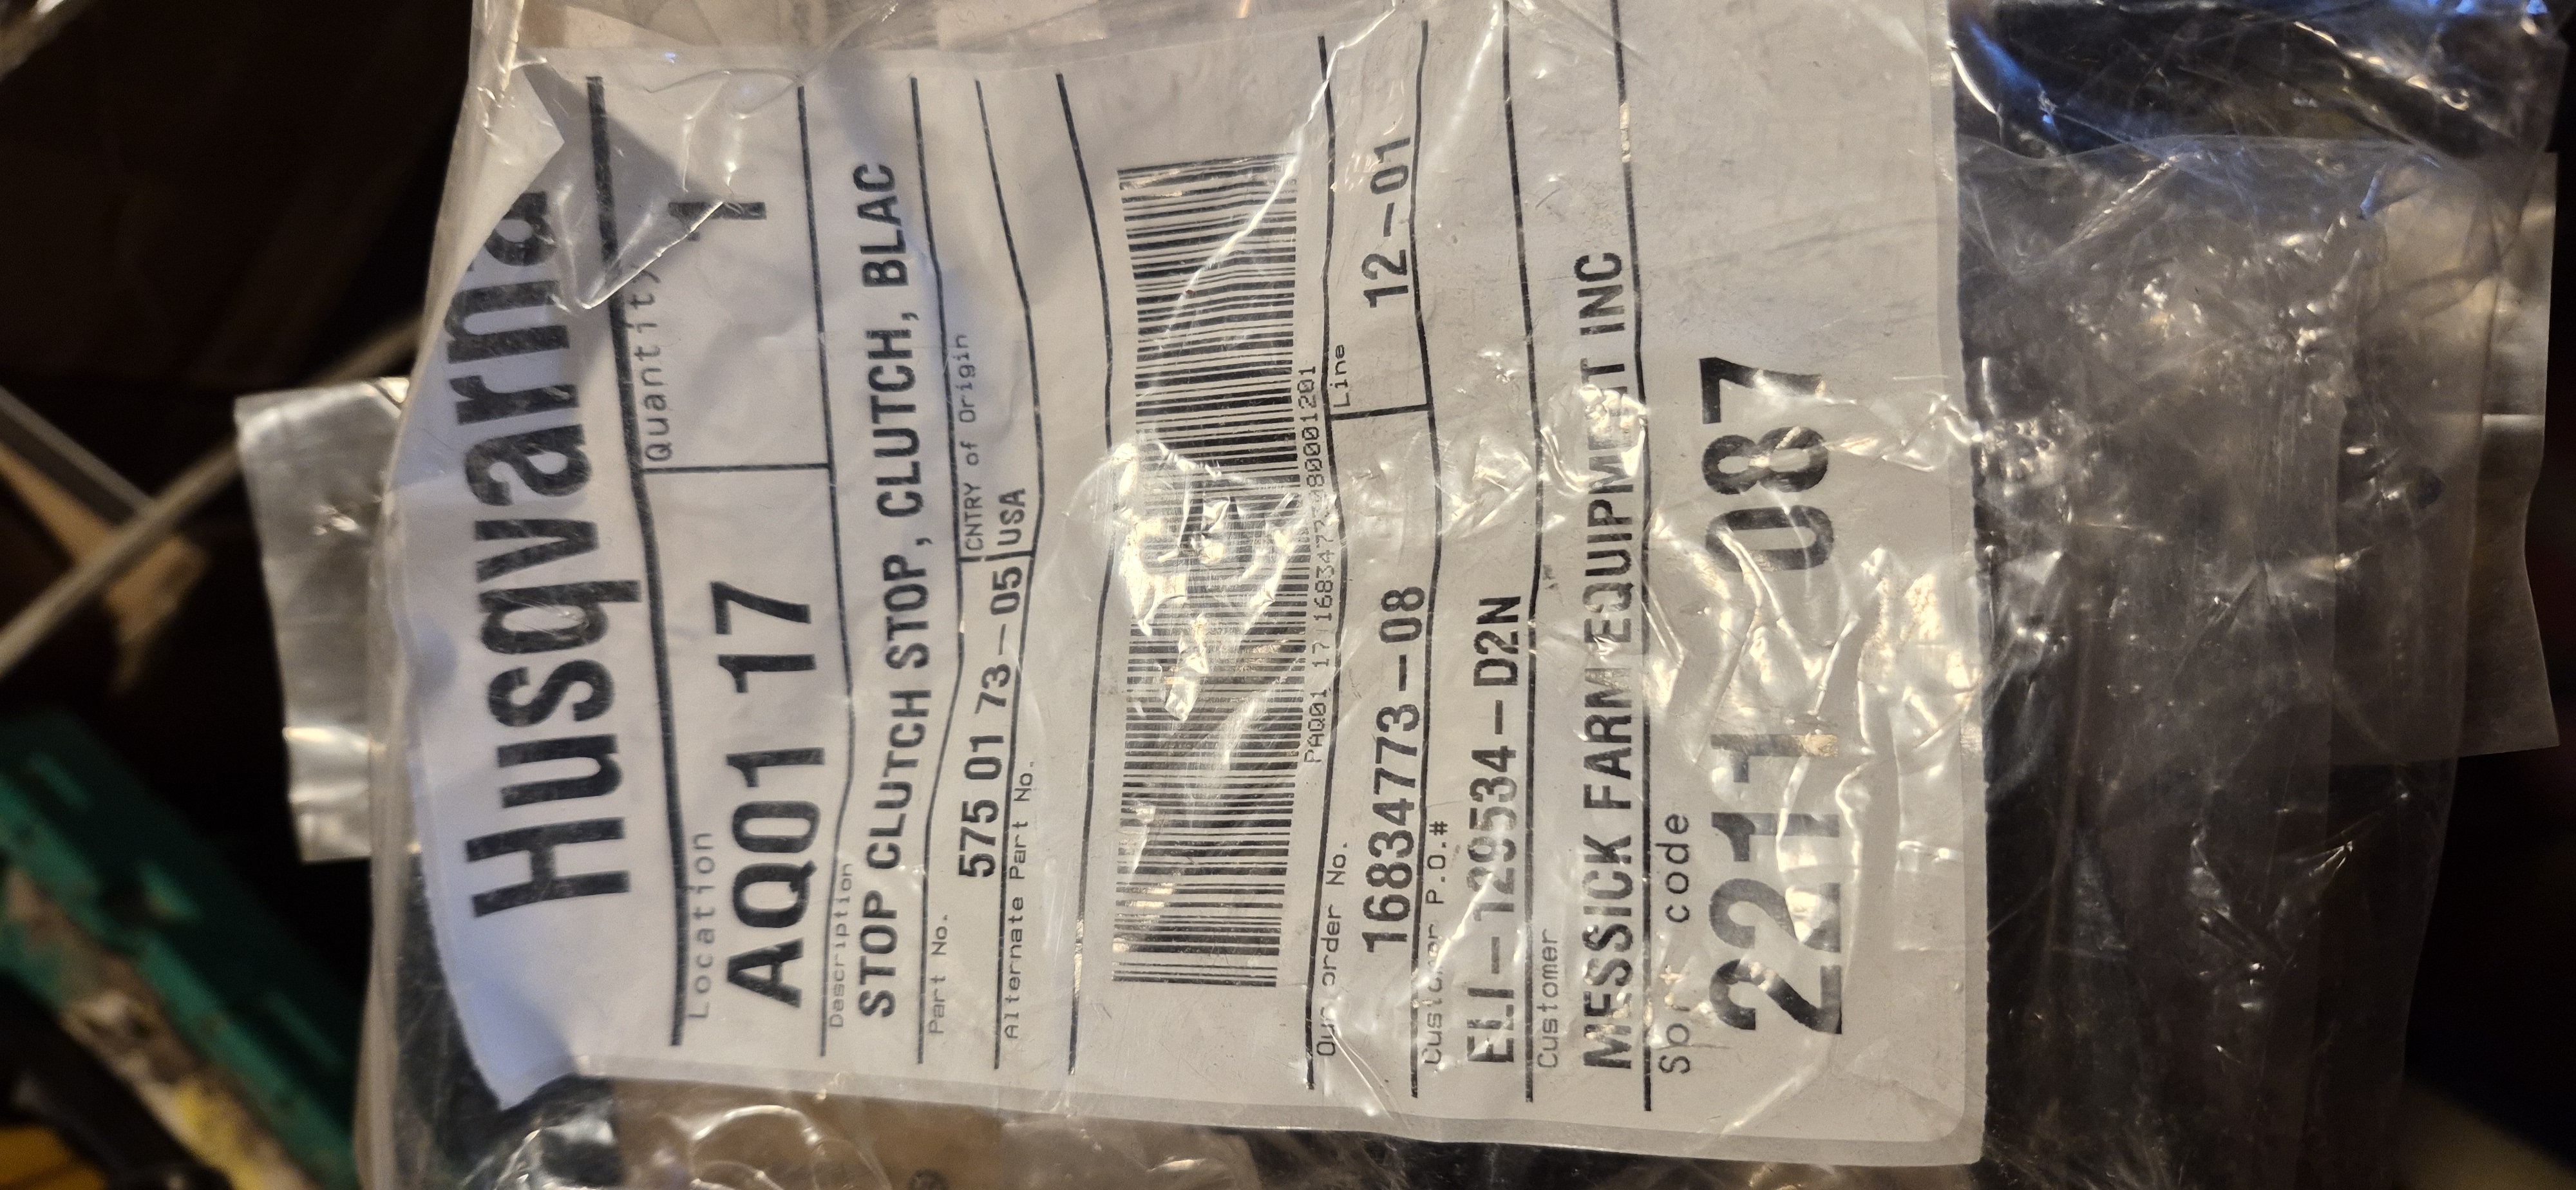 Husqvarna
Location
Quantity
AQ01 17
1
Description
STOP CLUTCH STOP, CLUTCH, BLAC
Part No.
575 01 73-05
CNTRY of Origin
USA
Alternate Part No.
PAQ01 17
Our order No.
Line
16834773-08
12-01
Customer P.O.#
ELI-129534-D2N
Customer
MESSICK FARM EQUIPMENT INC
Sort code
2211 087